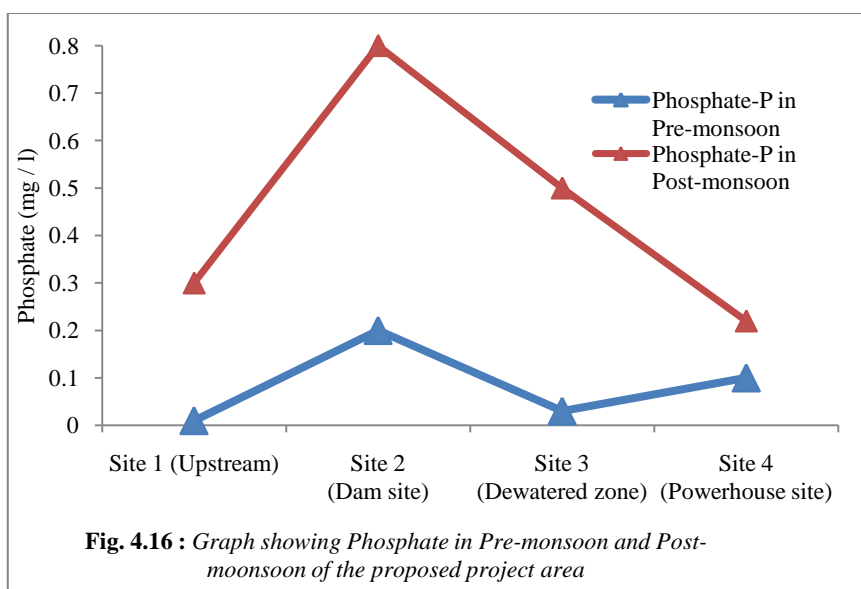 0.8
0.7
0.6
0.5
0.4
0.3
0.2
0.1
0
Phosphate (mg / l)
Phosphate-P in
Pre-monsoon
Phosphate-P in
Post-monsoon
Site 1 (Upstream)
Site 2
(Dam site)
Site 3
(Dewatered zone)
Site 4
(Powerhouse site)
Fig. 4.16 : Graph showing Phosphate in Pre-monsoon and Post-
moonsoon of the proposed project area